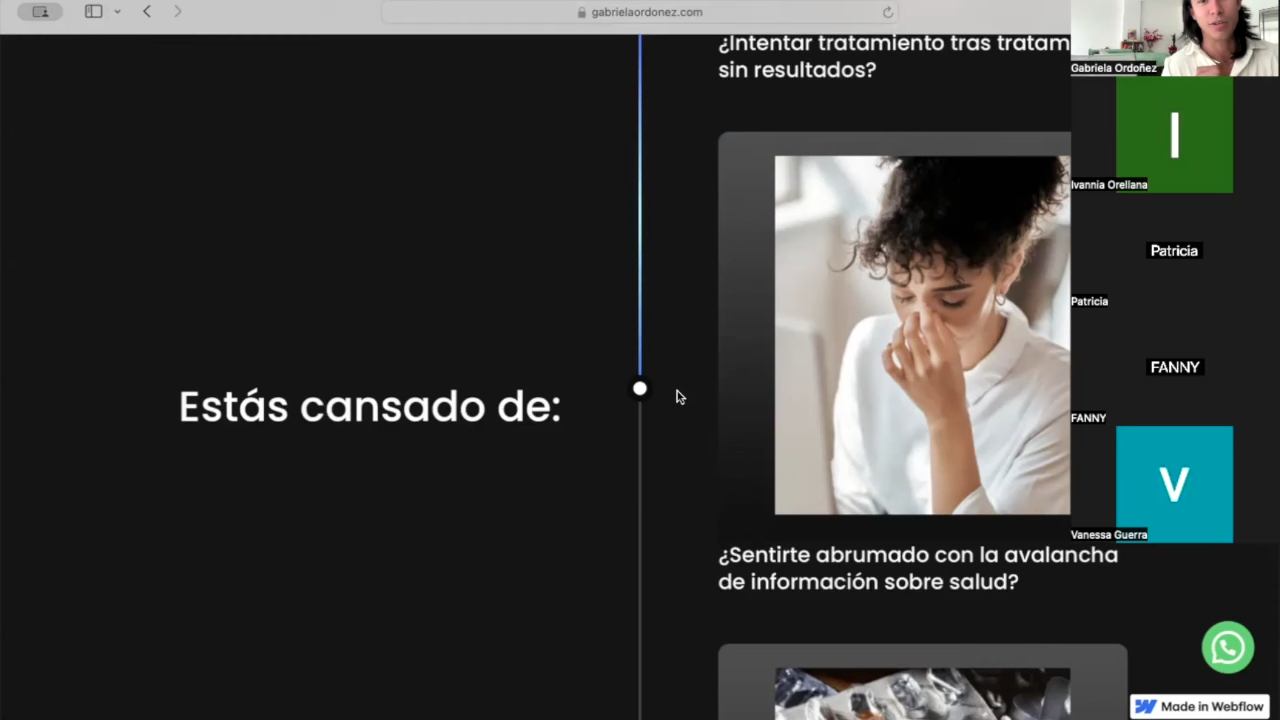 gabrielaordonez.com
¿Intentar tratamiento tras tratam
sin resultados?
Estás cansado de:
¿Sentirte abrumado con la avalancha
de información sobre salud?
Gabriela Ordoñez
I
Ivannia Orellana
Patricia
Patricia
FANNY
FANNY
V
Vanessa Guerra
Made in Webflow